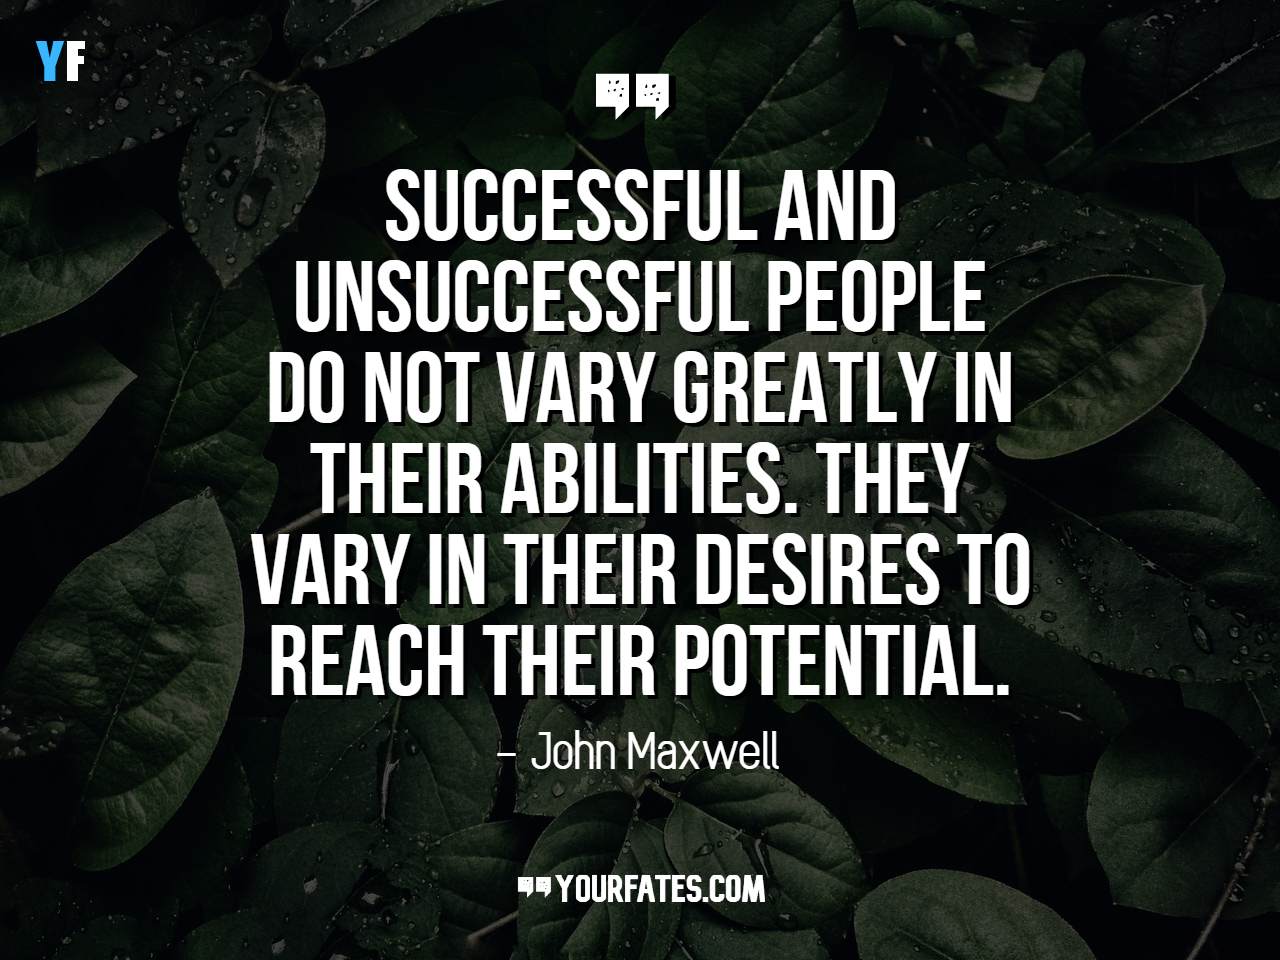 YF
SUCCESSFUL AND
UNSUCCESSFUL PEOPLE
DO NOT VARY GREATLY IN
THEIR ABILITIES. THEY
VARY IN THEIR DESIRES TO
REACH THEIR POTENTIAL.
– John Maxwell
YOURFATES.COM